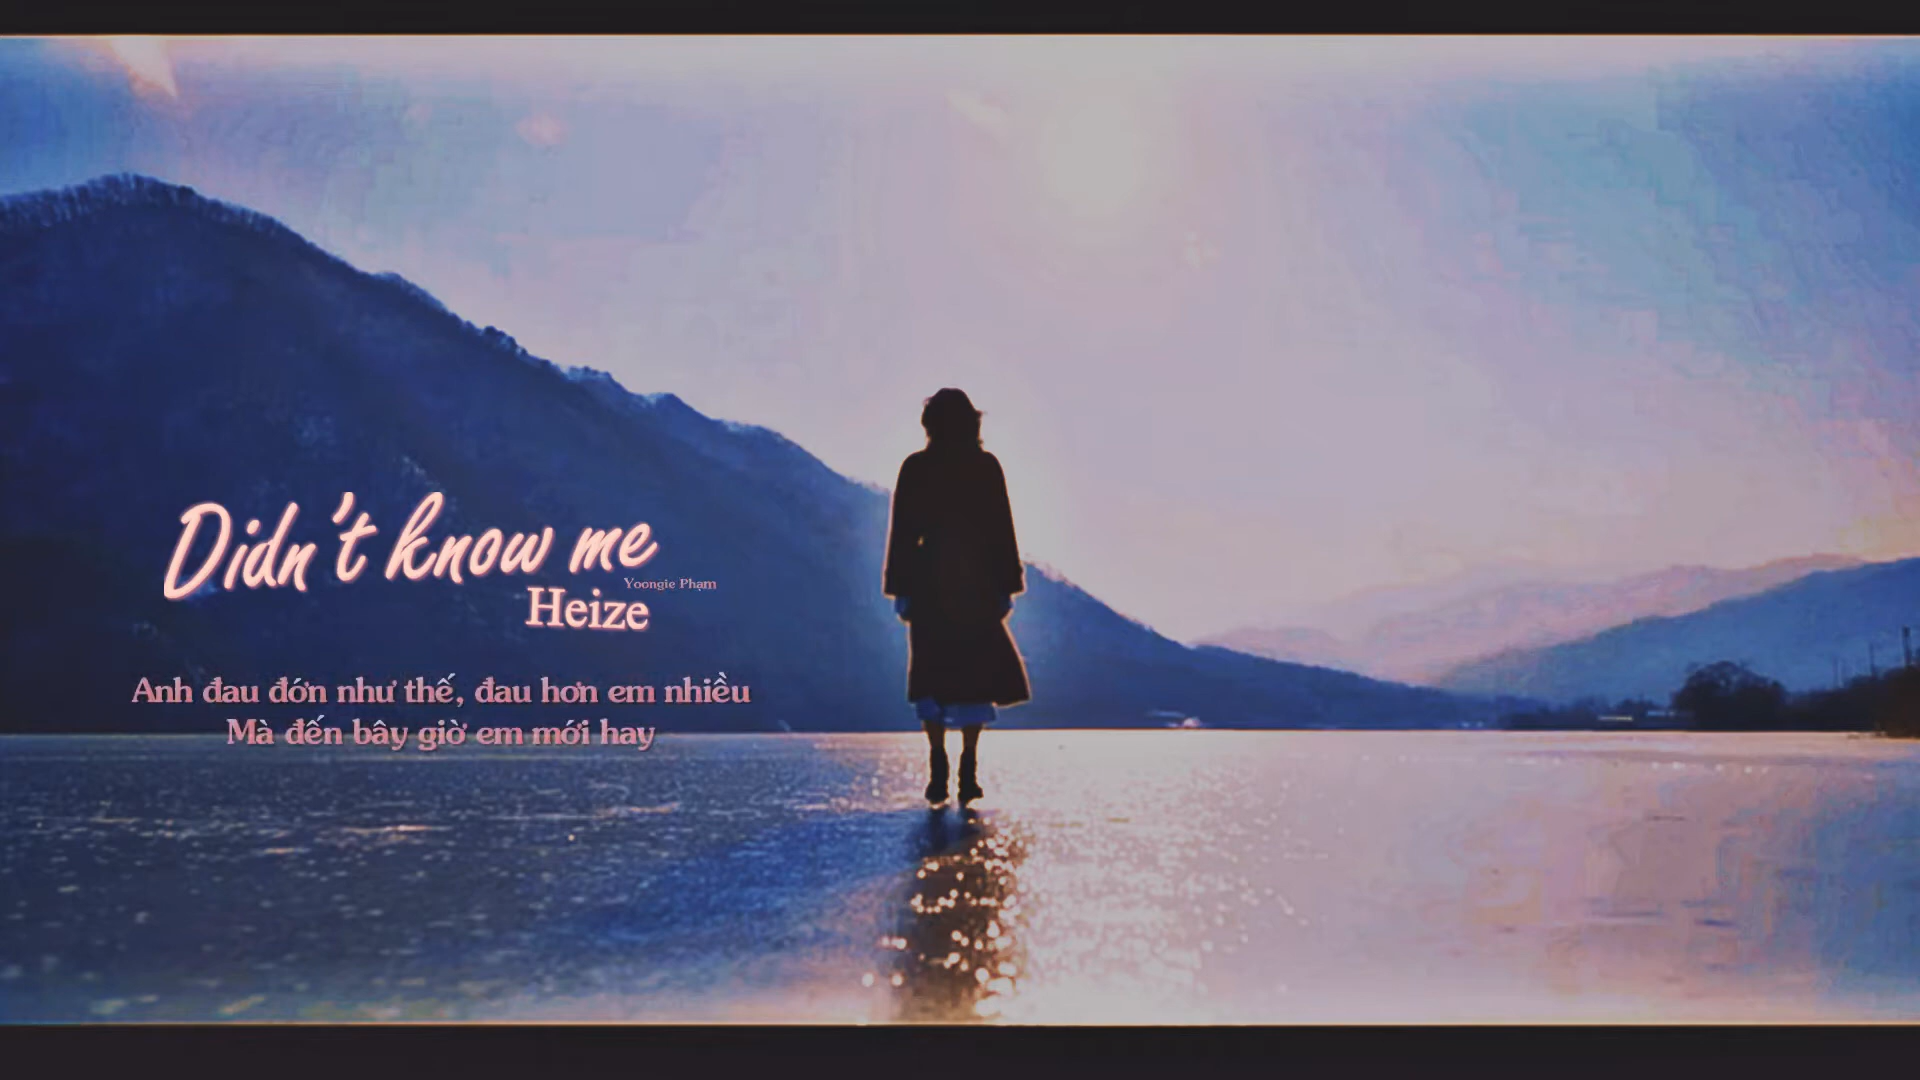 Didn't know me
Yoongie Phạm
Heize
Anh đau đớn như thế, đau hơn em nhiều
Mà đến bây giờ em mới hay